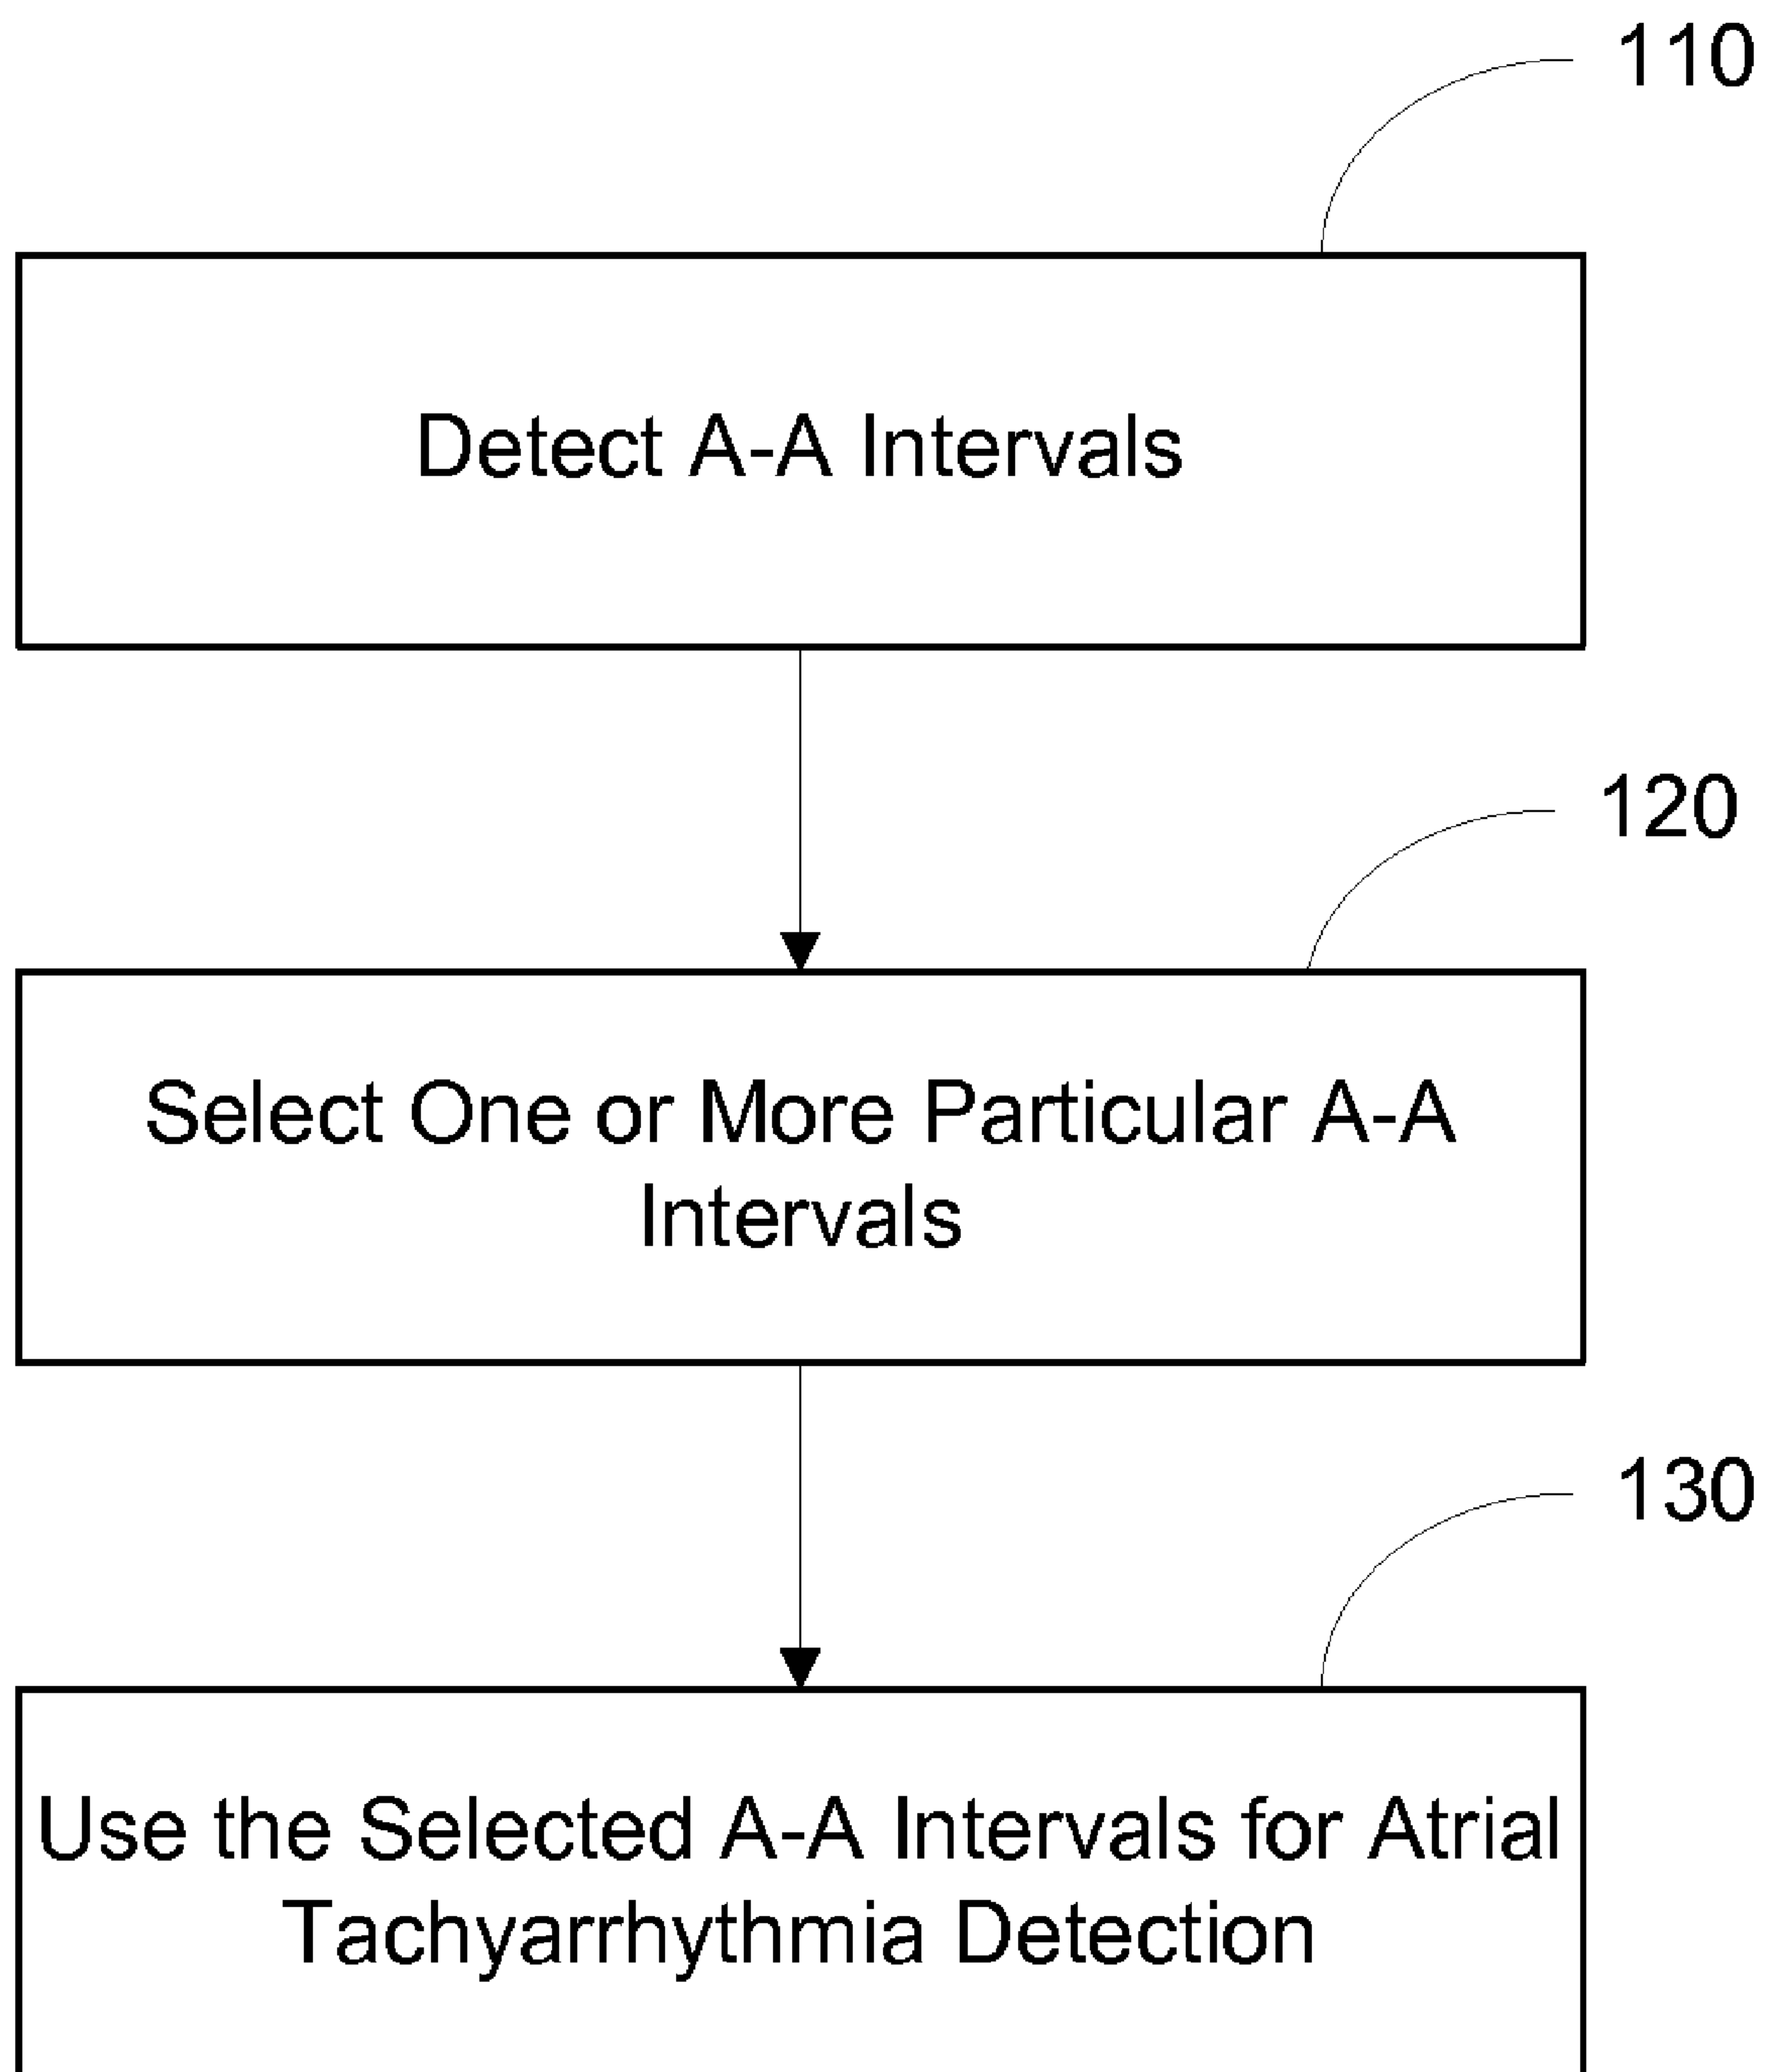 110
Detect A-A Intervals
120
Select One or More Particular A-A
Intervals
130
Use the Selected A-A Intervals for Atrial
Tachyarrhythmia Detection